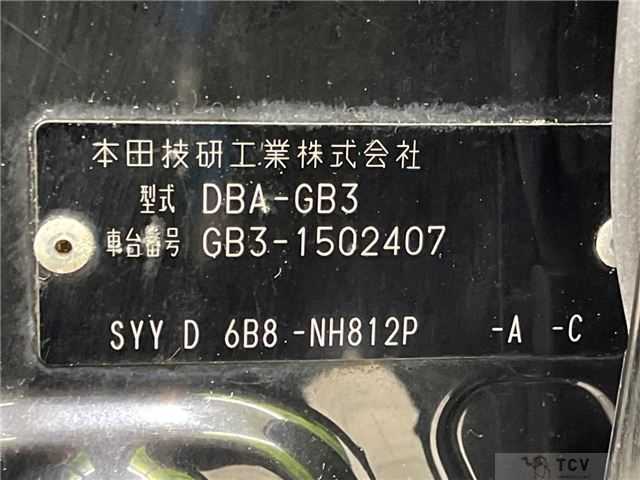 本田技研工業株式会社
型式 DBA-GB3
車台番号 GB3-1502407
SYY D 6B8 -NH812P -A -C
TCV